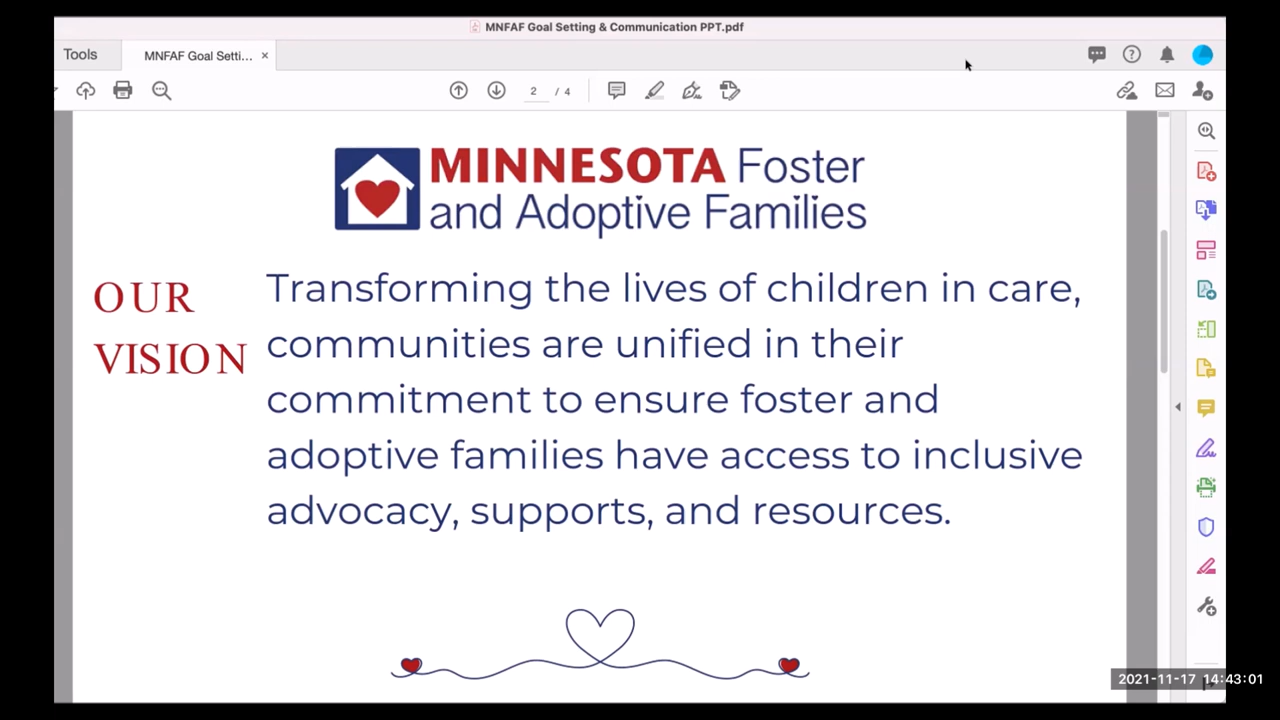 MNFAF Goal Setting & Communication PPT.pdf
Tools
MNFAF Goal Setti... ×
2 / 4
MINNESOTA Foster
and Adoptive Families
OUR
VISION
Transforming the lives of children in care,
communities are unified in their
commitment to ensure foster and
adoptive families have access to inclusive
advocacy, supports, and resources.
2021-11-17 14:43:01